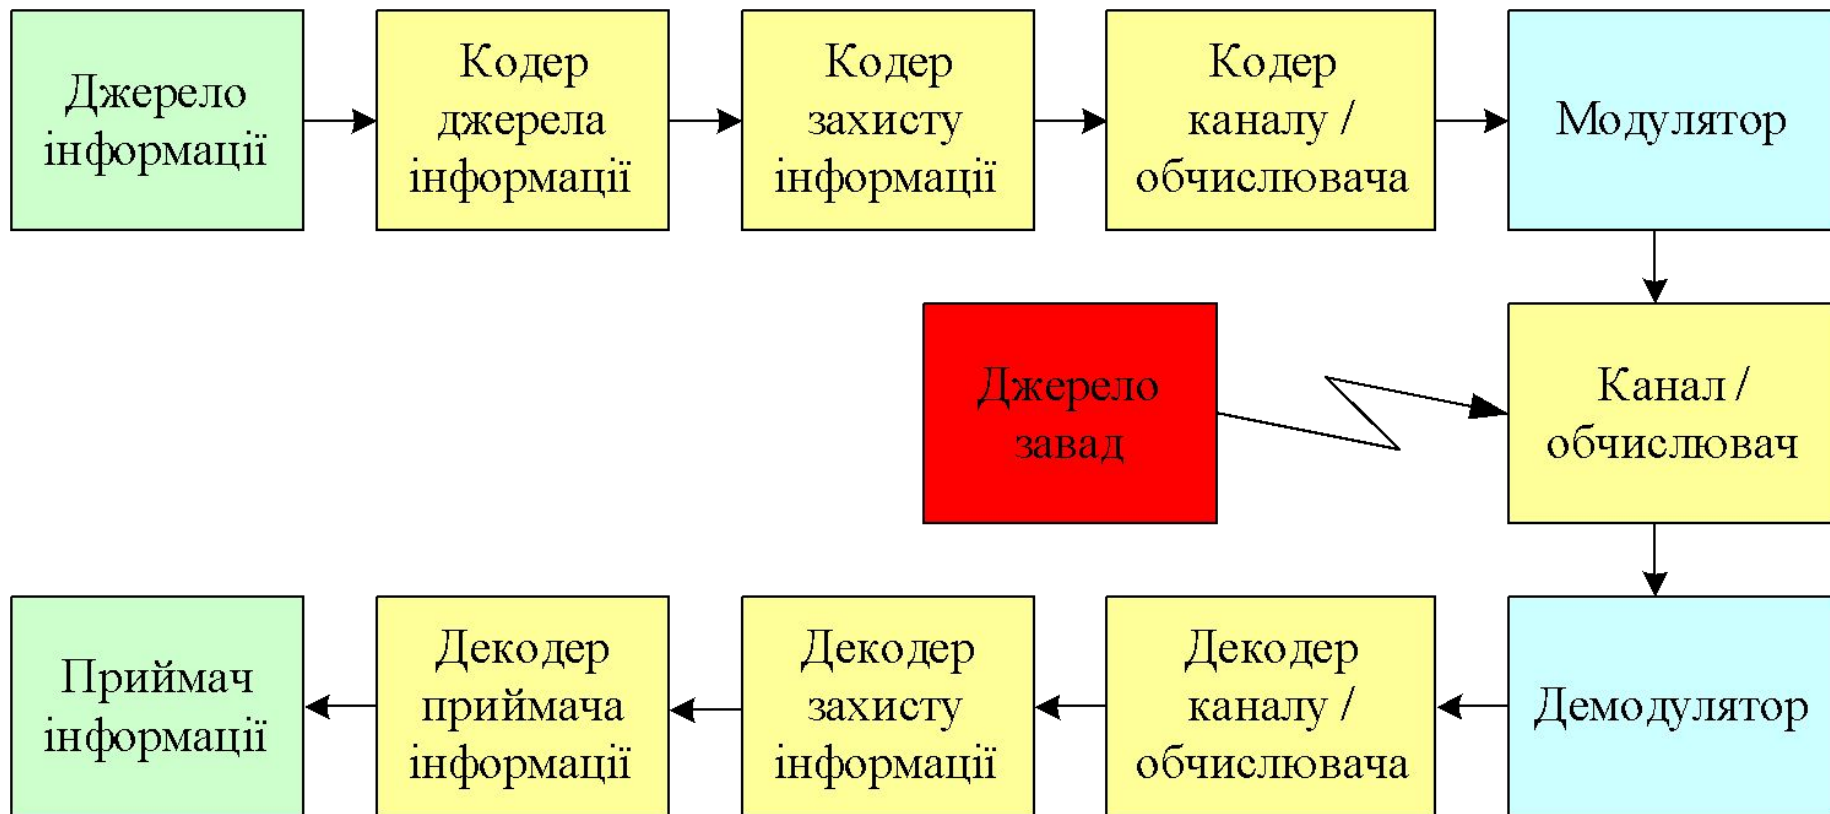 Джерело
інформації
Кодер
джерела
інформації
Кодер
захисту
інформації
Кодер
каналу /
обчислювача
Модулятор
Джерело
завад
Канал /
обчислювач
Приймач
інформації
Декодер
приймача
інформації
Декодер
захисту
інформації
Декодер
каналу /
обчислювача
Демодулятор